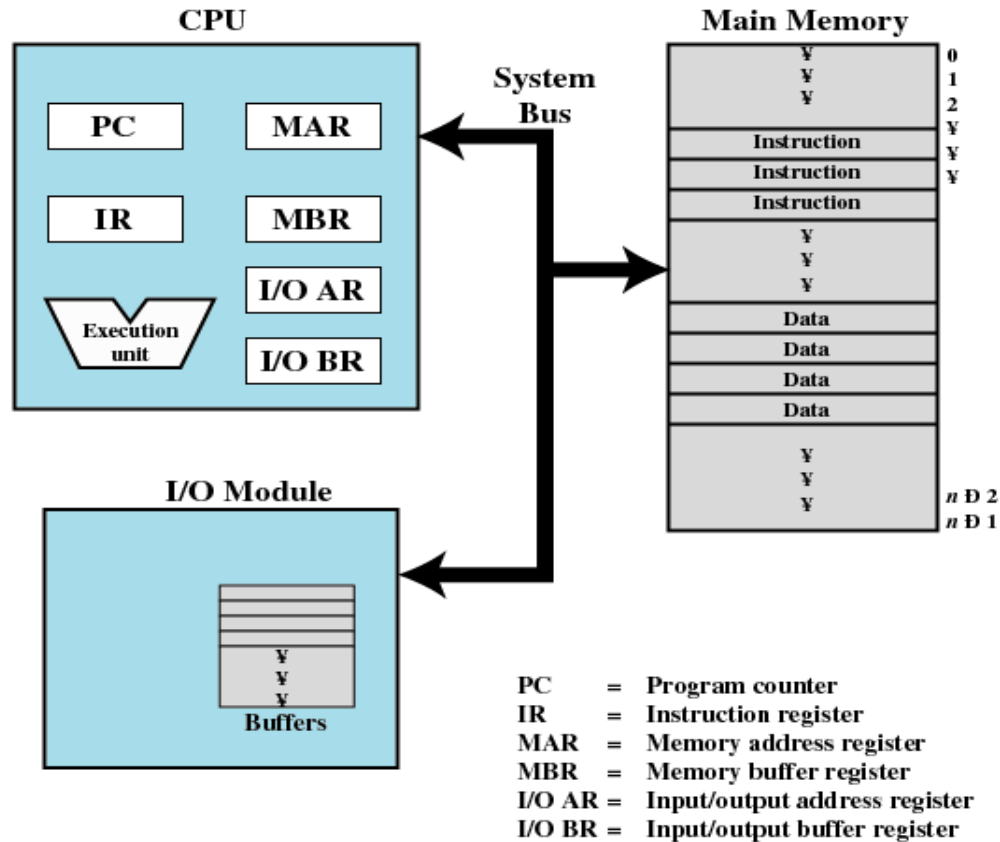 CPU
PC
MAR
IR
MBR
I/O AR
I/O BR
Execution
unit
System
Bus
Main Memory
¥
¥
¥
Instruction
Instruction
Instruction
¥
¥
¥
Data
Data
Data
Data
¥
¥
¥
0
1
2
¥
¥
¥
n Ð 2
n Ð 1
I/O Module
¥
¥
¥
Buffers
PC = Program counter
IR = Instruction register
MAR = Memory address register
MBR = Memory buffer register
I/O AR = Input/output address register
I/O BR = Input/output buffer register